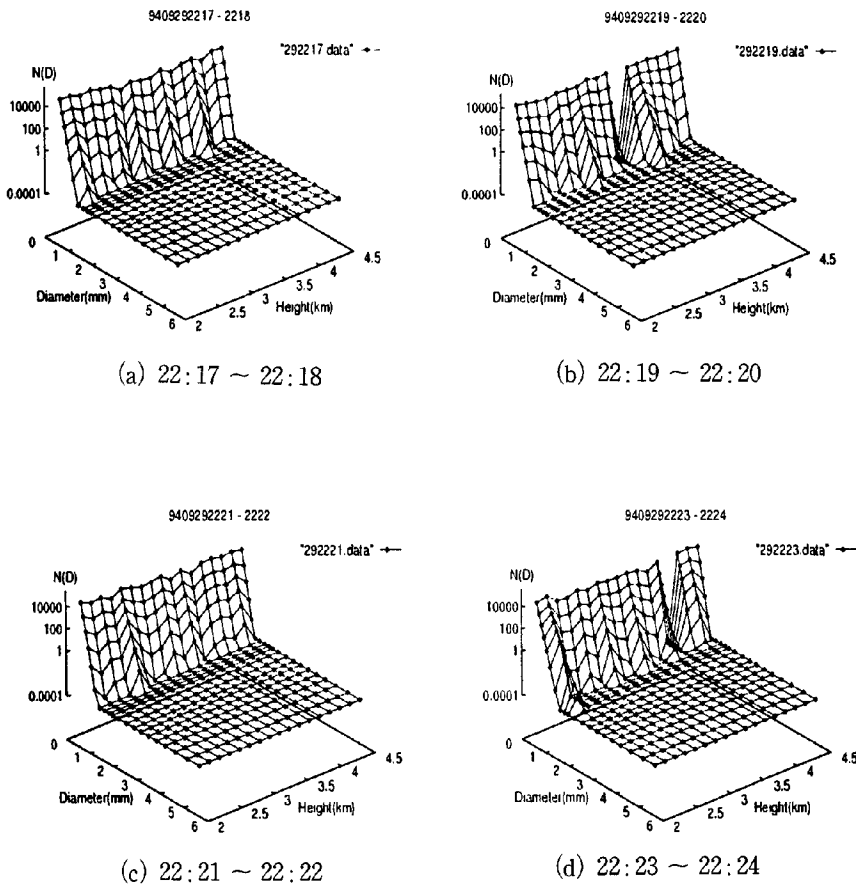 9409292217 - 2218
"292217 data"
N(D)
10000
100
1
0.0001
0
1
2
3
4
5
6
Diameter(mm)
2
2.5
3
3.5
4
4.5
Height(km)
(a) 22:17 ~ 22:18
9409292219 - 2220
"292219.data"
N(D)
10000
100
1
0.0001
0
1
2
3
4
5
6
Diameter(mm)
2
2.5
3
3.5
4
4.5
Height(km)
(b) 22:19 ~ 22:20
9409292221 - 2222
"292221.data"
N(D)
10000
100
1
0.0001
0
1
2
3
4
5
6
Diameter(mm)
2
2.5
3
3.5
4
4.5
Height(km)
(c) 22:21 ~ 22:22
9409292223 - 2224
"292223.data"
N(D)
10000
100
1
0.0001
0
1
2
3
4
5
6
Diameter(mm)
2
2.5
3
3.5
4
4.5
Height(km)
(d) 22:23 ~ 22:24